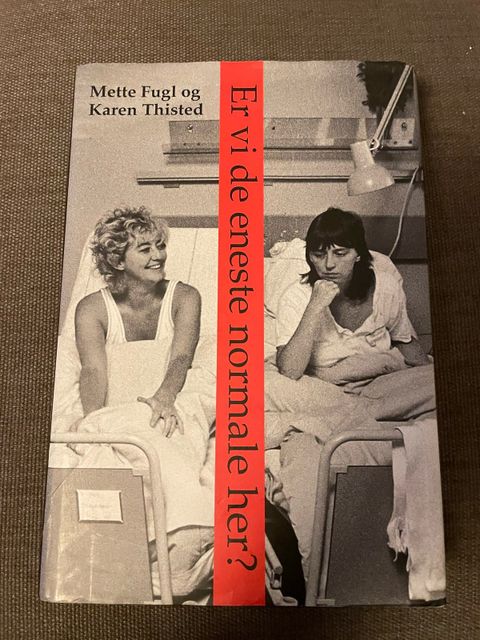 Mette Fugl og
Karen Thisted
Er vi de eneste normale her?